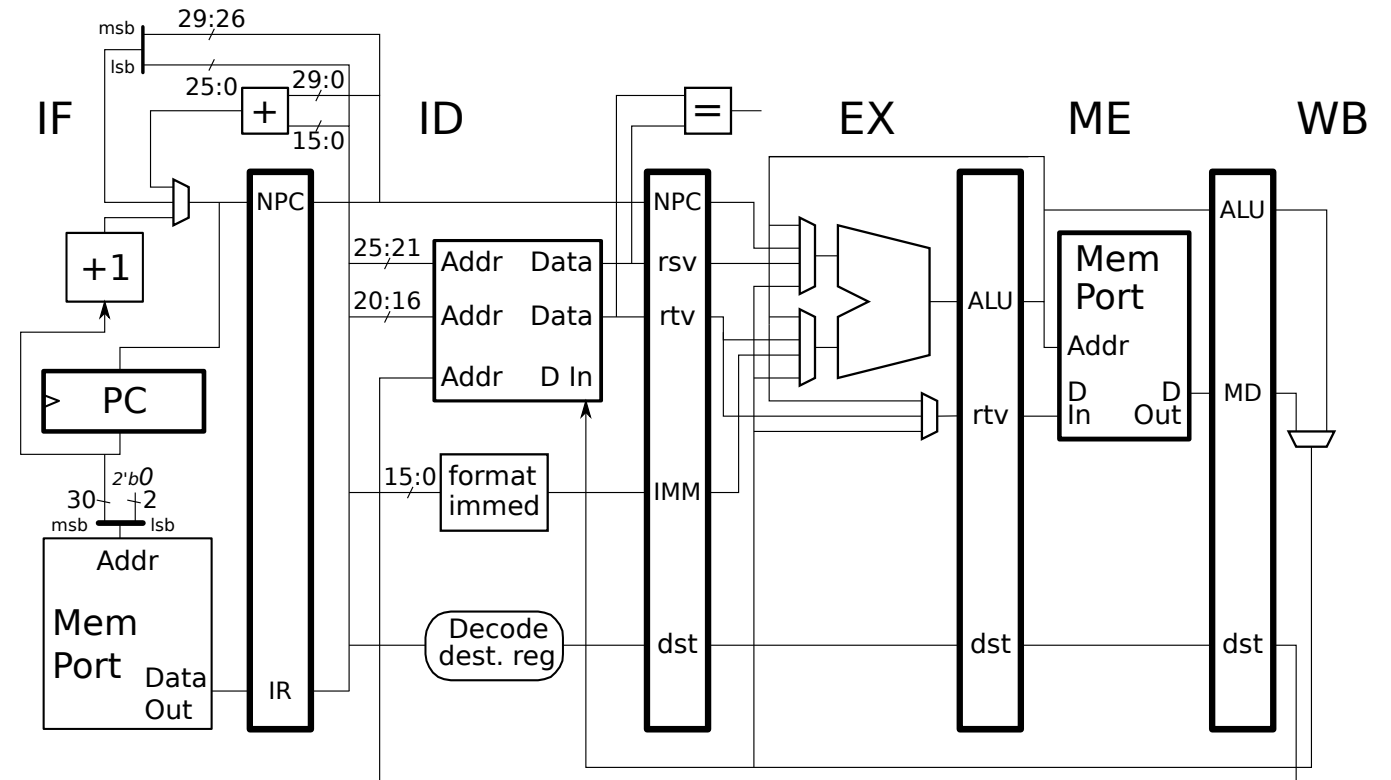 29:26
msb
lsb
25:0
29:0
+
15:0
IF
ID
=
EX
ME
WB
NPC
NPC
ALU
+1
25:21
Addr
Data
rsv
Mem
Port
20:16
Addr
Data
rtv
ALU
Addr
Addr
D In
PC
D
In
D
Out
MD
rtv
2'b0
30
2
msb
lsb
15:0
format
immed
IMM
Addr
Mem
Port
Data
Out
IR
Decode
dest. reg
dst
dst
dst